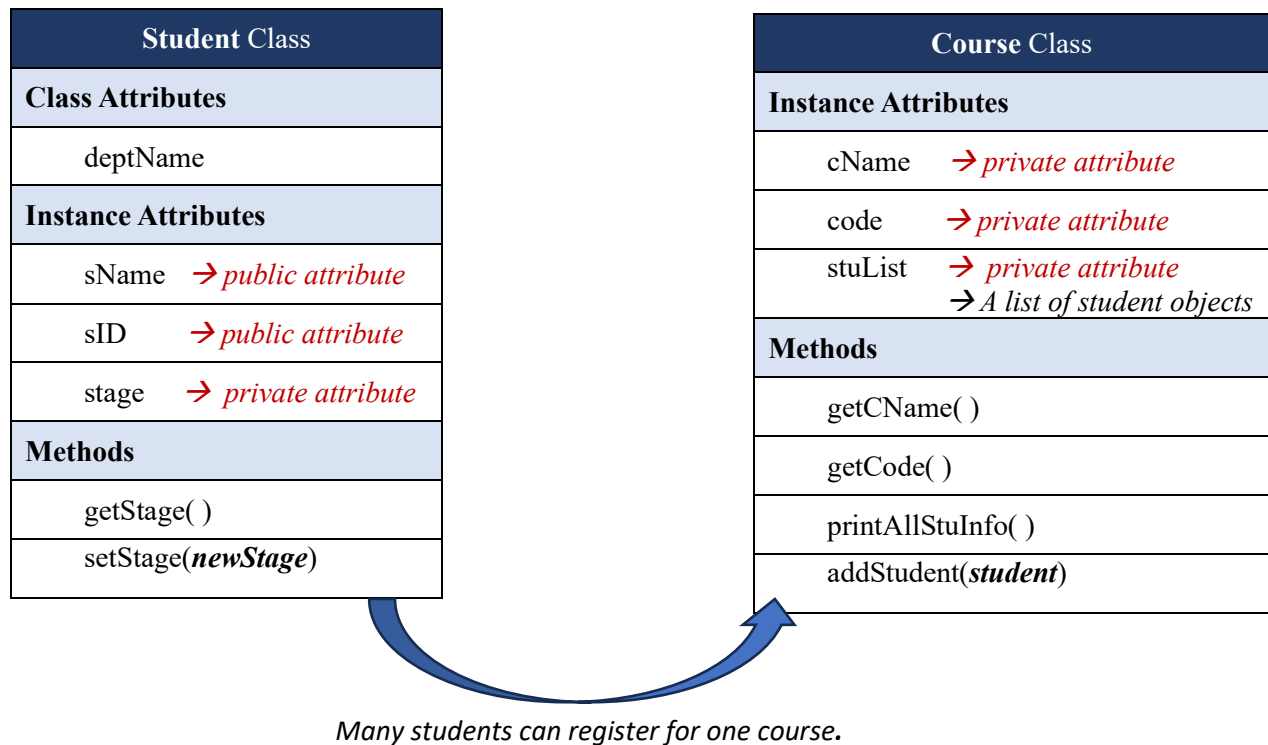 Student Class
Class Attributes
deptName
Instance Attributes
sName → public attribute
sID → public attribute
stage → private attribute
Methods
getStage( )
setStage(newStage)
Course Class
Instance Attributes
cName → private attribute
code → private attribute
stuList → private attribute
→ A list of student objects
Methods
getCName( )
getCode( )
printAllStuInfo( )
addStudent(student)
Many students can register for one course.